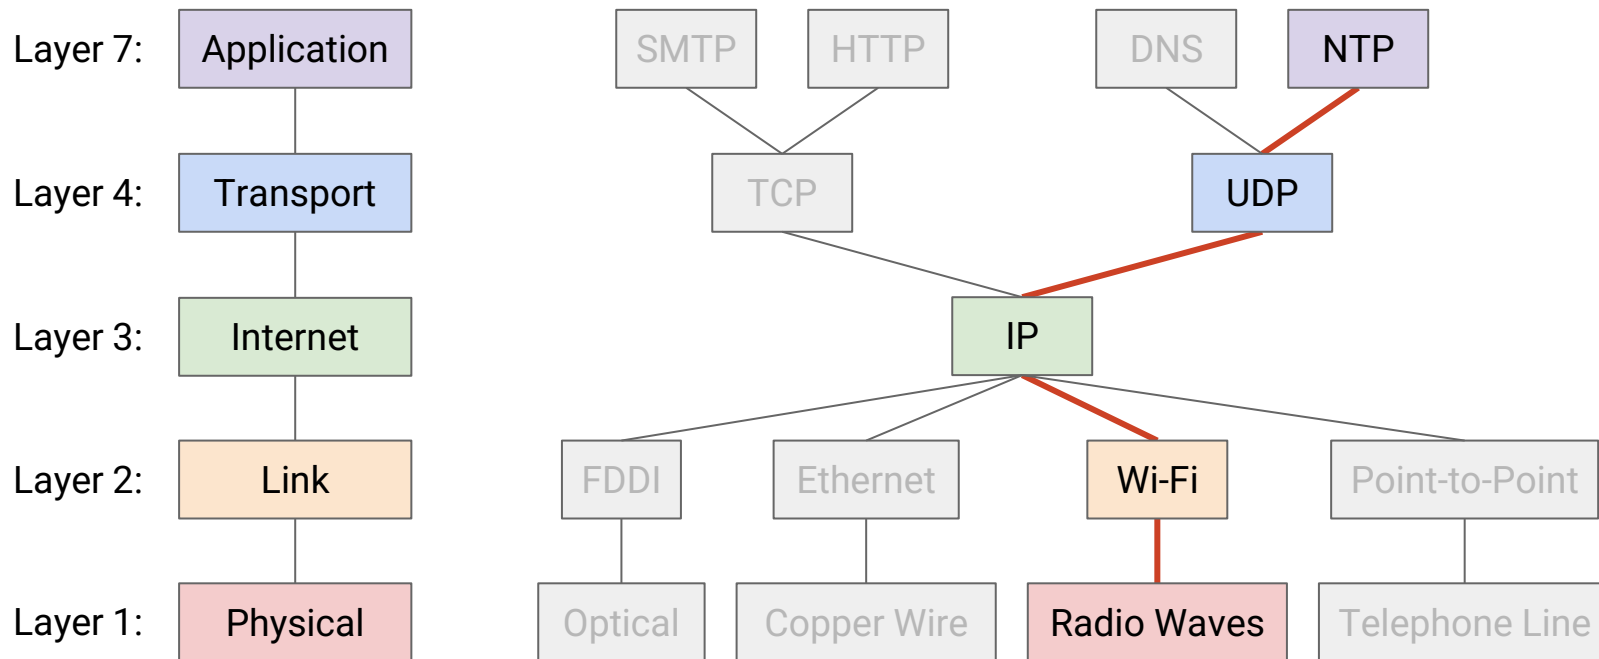 Layer 7: Application SMTP HTTP DNS NTP
Layer 4: Transport TCP UDP
Layer 3: Internet IP
Layer 2: Link FDDI Ethernet Wi-Fi Point-to-Point
Layer 1: Physical Optical Copper Wire Radio Waves Telephone Line